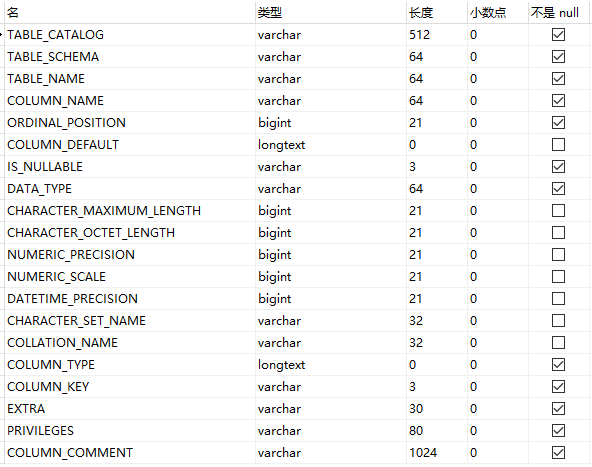 名 类型 长度 小数点 不是 null
TABLE_CATALOG varchar 512 0
TABLE_SCHEMA varchar 64 0
TABLE_NAME varchar 64 0
COLUMN_NAME varchar 64 0
ORDINAL_POSITION bigint 21 0
COLUMN_DEFAULT longtext 0 0
IS_NULLABLE varchar 3 0
DATA_TYPE varchar 64 0
CHARACTER_MAXIMUM_LENGTH bigint 21 0
CHARACTER_OCTET_LENGTH bigint 21 0
NUMERIC_PRECISION bigint 21 0
NUMERIC_SCALE bigint 21 0
DATETIME_PRECISION bigint 21 0
CHARACTER_SET_NAME varchar 32 0
COLLATION_NAME varchar 32 0
COLUMN_TYPE longtext 0 0
COLUMN_KEY varchar 3 0
EXTRA varchar 30 0
PRIVILEGES varchar 80 0
COLUMN_COMMENT varchar 1024 0